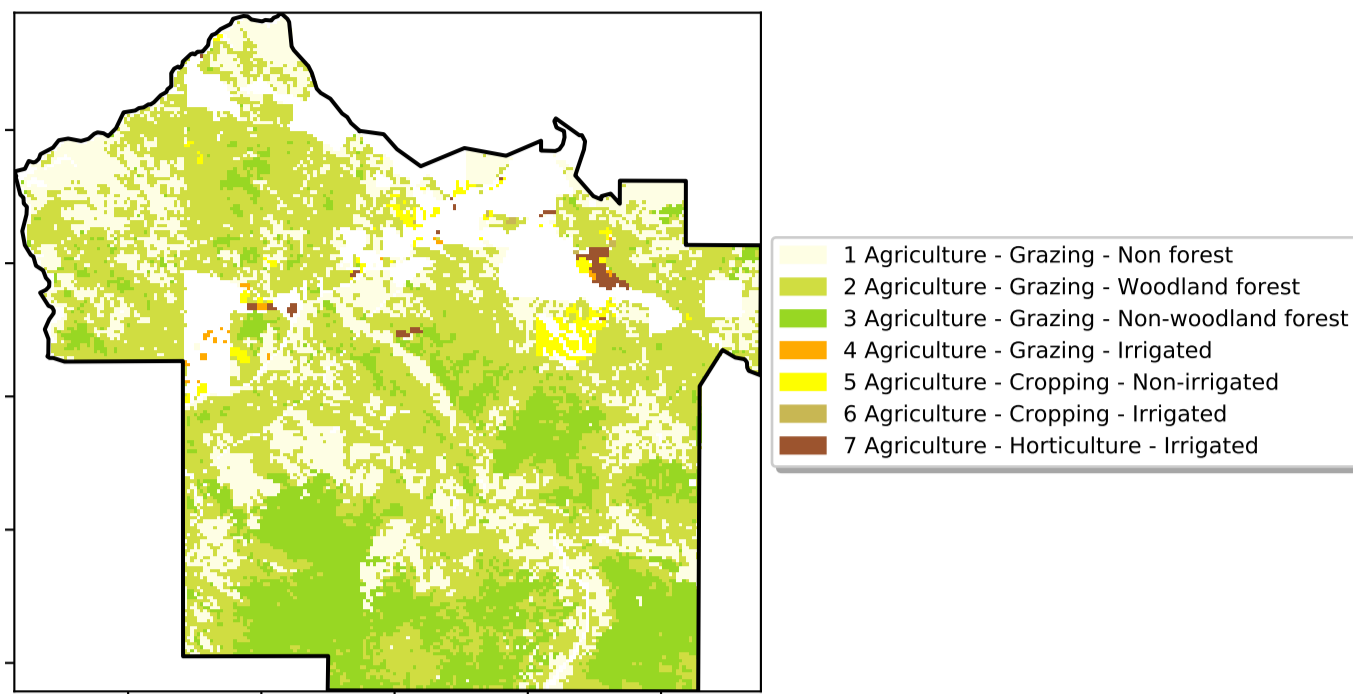 1 Agriculture - Grazing - Non forest
2 Agriculture - Grazing - Woodland forest
3 Agriculture - Grazing - Non-woodland forest
4 Agriculture - Grazing - Irrigated
5 Agriculture - Cropping - Non-irrigated
6 Agriculture - Cropping - Irrigated
7 Agriculture - Horticulture - Irrigated